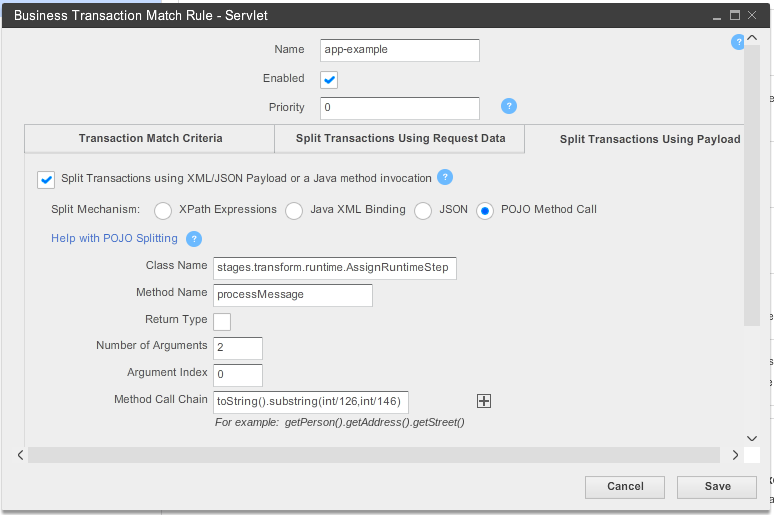 Business Transaction Match Rule - Servlet
Name app-example
Enabled
Priority 0 ?
Transaction Match Criteria Split Transactions Using Request Data Split Transactions Using Payload
Split Transactions using XML/JSON Payload or a Java method invocation ?
Split Mechanism: XPath Expressions Java XML Binding JSON POJO Method Call
Help with POJO Splitting ?
Class Name stages.transform.runtime.AssignRuntimeStep
Method Name processMessage
Return Type
Number of Arguments 2
Argument Index 0
Method Call Chain toString().substring(int/126,int/146)
For example: getPerson().getAddress().getStreet()
Cancel Save